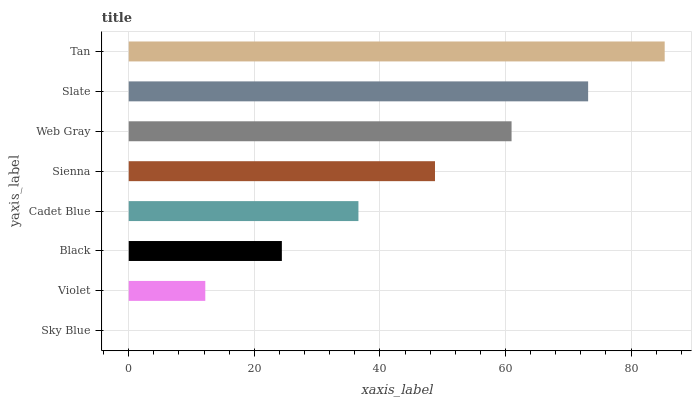 title
Tan
Slate
Web Gray
Sienna
Cadet Blue
Black
Violet
Sky Blue
yaxis_label
0 20 40 60 80
xaxis_label